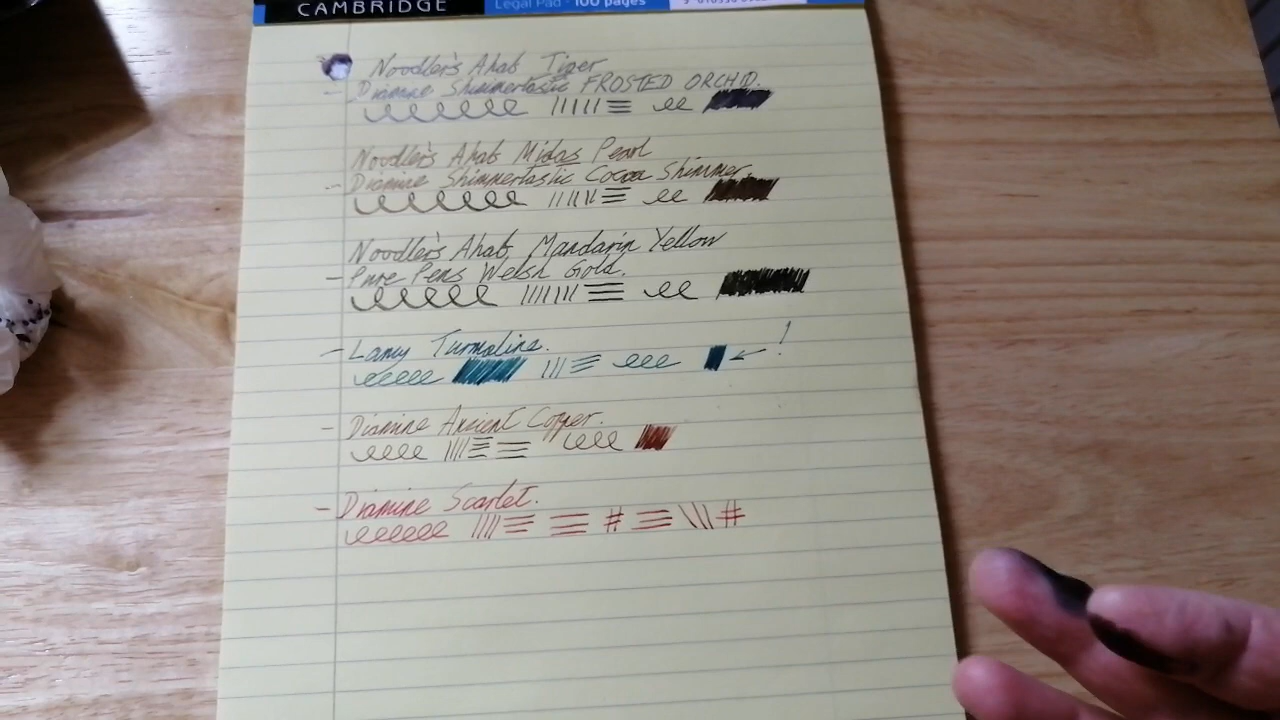 CAMBRIDGE Legal Pad · 100 pages
Noodler's Ahab Tiger
- Diamine Shimmertastic FROSTED ORCHID.
Noodler's Ahab Midas Pearl
- Diamine Shimmertastic Cocoa Shimmer.
Noodler's Ahab Mandarin Yellow
- Pure Pens Welsh Gold.
- Lamy Turmaline.
!
- Diamine Ancient Copper.
- Diamine Scarlet.